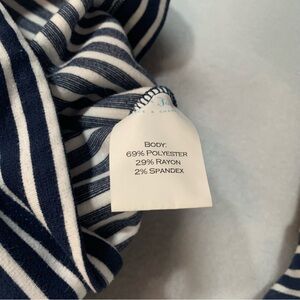 BODY:
69% POLYESTER
29% RAYON
2% SPANDEX